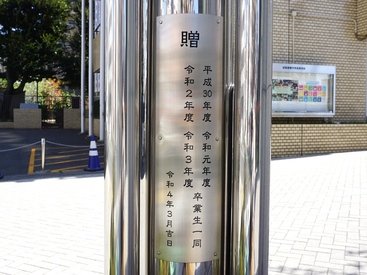 贈
平成30年度 令和元年度
令和2年度 令和3年度
卒業生一同
令和4年3月吉日